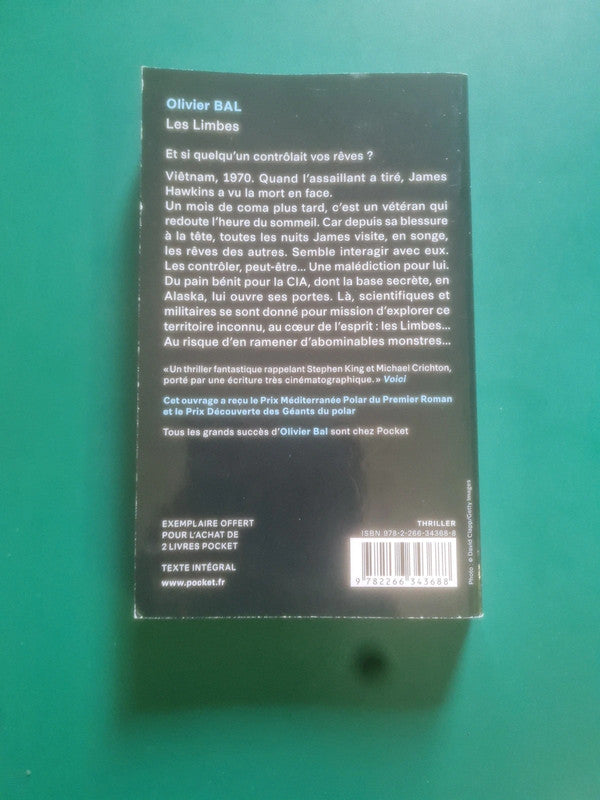 Olivier BAL
Les Limbes
Et si quelqu'un contrôlait vos rêves ?
Viêtnam, 1970. Quand l'assaillant a tiré, James
Hawkins a vu la mort en face.
Un mois de coma plus tard, c'est un vétéran qui
redoute l'heure du sommeil. Car depuis sa blessure
à la tête, toutes les nuits James visite, en songe,
les rêves des autres. Semble interagir avec eux.
Les contrôler, peut-être... Une malédiction pour lui.
Du pain bénit pour la CIA, dont la base secrète, en
Alaska, lui ouvre ses portes. Là, scientifiques et
militaires se sont donné pour mission d'explorer ce
territoire inconnu, au cœur de l'esprit : les Limbes...
Au risque d'en ramener d'abominables monstres...
« Un thriller fantastique rappelant Stephen King et Michael Crichton,
porté par une écriture très cinématographique. » Voici
Cet ouvrage a reçu le Prix Méditerranée Polar du Premier Roman
et le Prix Découverte des Géants du polar
Tous les grands succès d'Olivier Bal sont chez Pocket
EXEMPLAIRE OFFERT
POUR L'ACHAT DE
2 LIVRES POCKET
TEXTE INTÉGRAL
www.pocket.fr
THRILLER
ISBN 978-2-266-34368-8
9 782266 343688
Photo : © David Clapp/Getty Images